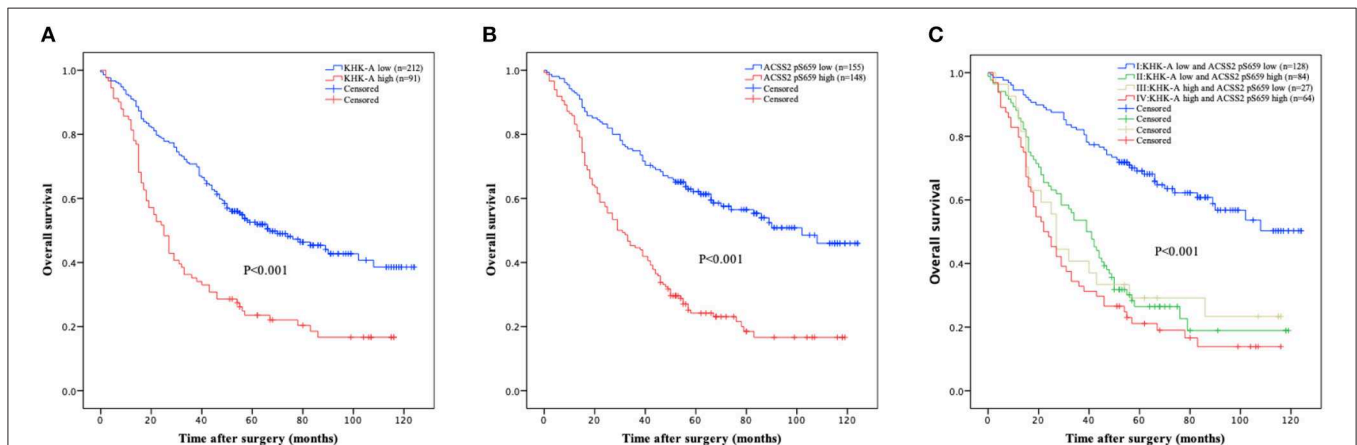 A
KHK-A low (n=212)
KHK-A high (n=91)
Censored
Censored
1.0
0.8
0.6
0.4
0.2
0.0
Overall survival
P<0.001
0
20
40
60
80
100
120
Time after surgery (months)
B
ACSS2 pS659 low (n=155)
ACSS2 pS659 high (n=148)
Censored
Censored
1.0
0.8
0.6
0.4
0.2
0.0
Overall survival
P<0.001
0
20
40
60
80
100
120
Time after surgery (months)
C
I:KHK-A low and ACSS2 pS659 low (n=128)
II:KHK-A low and ACSS2 pS659 high (n=84)
III:KHK-A high and ACSS2 pS659 low (n=27)
IV:KHK-A high and ACSS2 pS659 high (n=64)
Censored
Censored
Censored
Censored
1.0
0.8
0.6
0.4
0.2
0.0
Overall survival
P<0.001
0
20
40
60
80
100
120
Time after surgery (months)